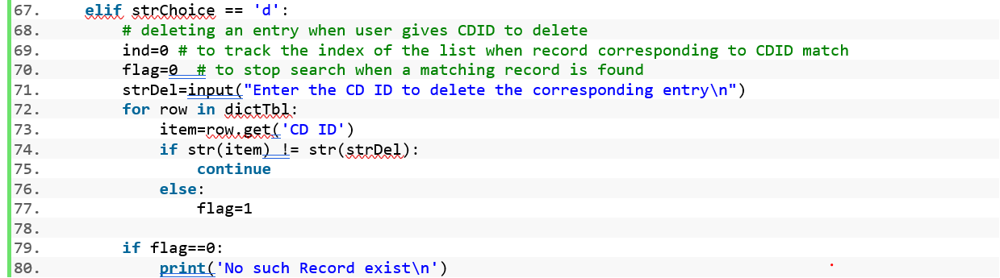 67.     elif strChoice == 'd':
68.         # deleting an entry when user gives CDID to delete
69.         ind=0 # to track the index of the list when record corresponding to CDID match
70.         flag=0  # to stop search when a matching record is found
71.         strDel=input("Enter the CD ID to delete the corresponding entry\n")
72.         for row in dictTbl:
73.             item=row.get('CD ID')
74.             if str(item) != str(strDel):
75.                 continue
76.             else:
77.                 flag=1
78.
79.         if flag==0:
80.             print('No such Record exist\n')